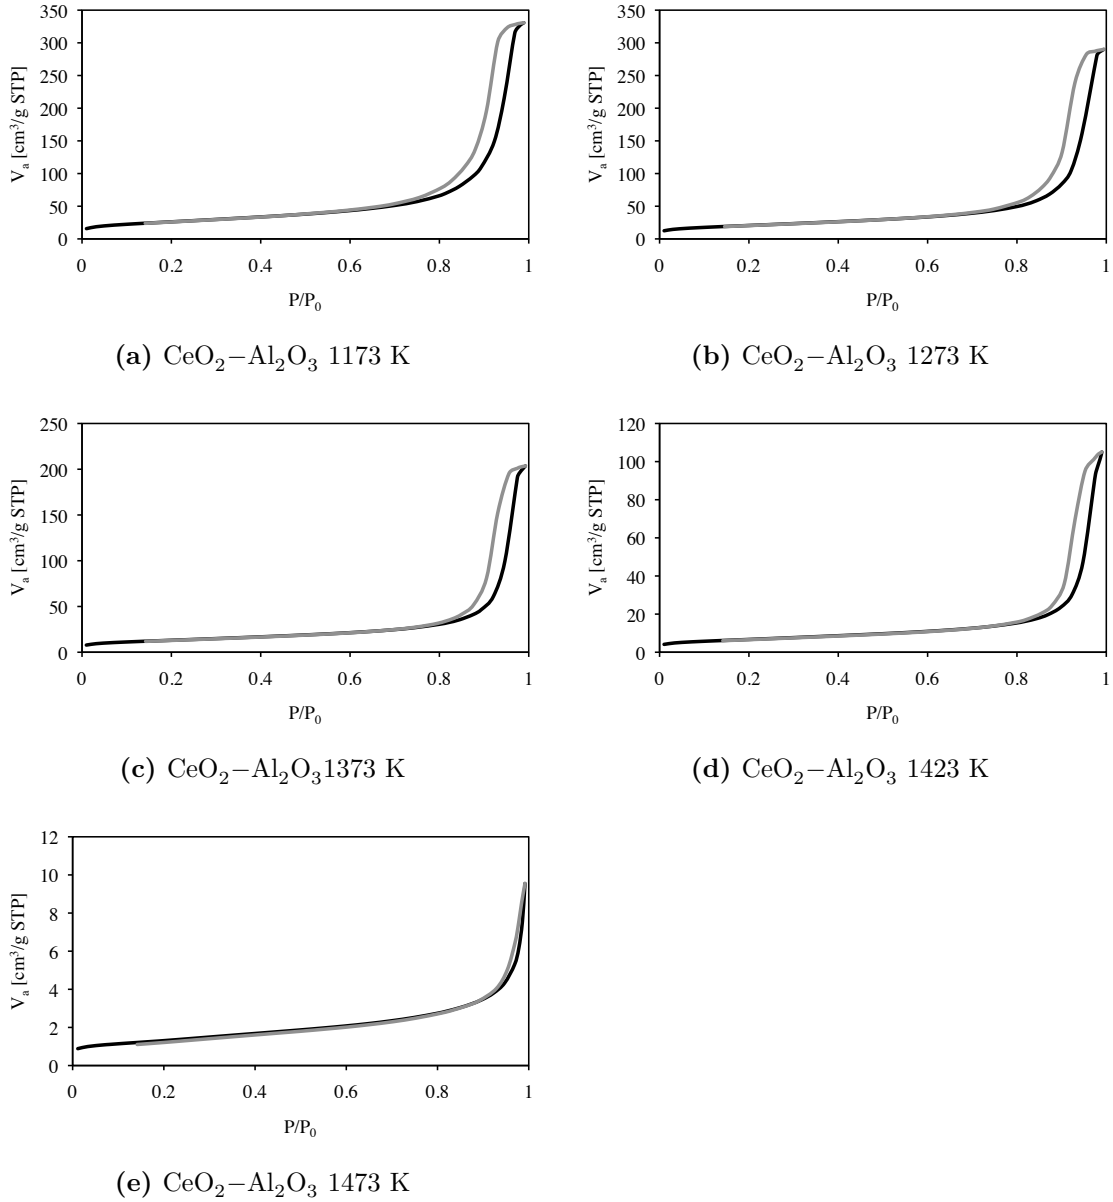 350
300
250
200
150
100
50
0
V_a [cm³/g STP]
0 0.2 0.4 0.6 0.8 1
P/P₀
(a) CeO₂−Al₂O₃ 1173 K
350
300
250
200
150
100
50
0
V_a [cm³/g STP]
0 0.2 0.4 0.6 0.8 1
P/P₀
(b) CeO₂−Al₂O₃ 1273 K
250
200
150
100
50
0
V_a [cm³/g STP]
0 0.2 0.4 0.6 0.8 1
P/P₀
(c) CeO₂−Al₂O₃1373 K
120
100
80
60
40
20
0
V_a [cm³/g STP]
0 0.2 0.4 0.6 0.8 1
P/P₀
(d) CeO₂−Al₂O₃ 1423 K
12
10
8
6
4
2
0
V_a [cm³/g STP]
0 0.2 0.4 0.6 0.8 1
P/P₀
(e) CeO₂−Al₂O₃ 1473 K